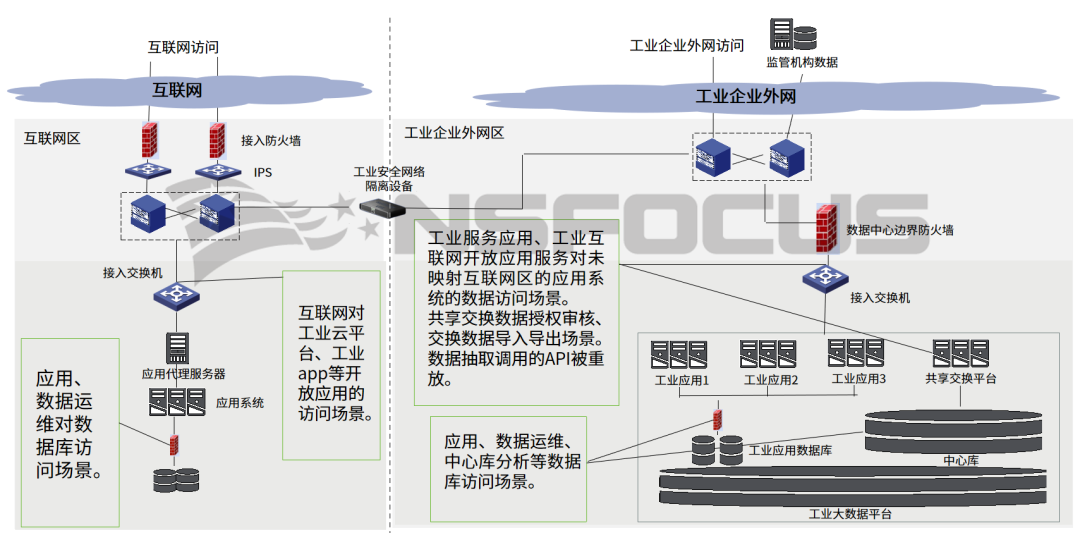 互联网访问
互联网
互联网区
接入防火墙
IPS
工业安全网络
隔离设备
接入交换机
互联网对
工业云平
台、工业
app等开
放应用的
访问场景。
应用代理服务器
应用系统
应用、
数据运
维对数
据库访
问场景。
工业企业外网访问
监管机构数据
工业企业外网
工业企业外网区
NSFOCUS
数据中心边界防火墙
接入交换机
工业服务应用、工业互
联网开放应用服务对未
映射互联网区的应用系
统的数据访问场景。
共享交换数据授权审核、
交换数据导入导出场景。
数据抽取调用的API被重
放。
工业应用1
工业应用2
工业应用3
共享交换平台
应用、数据运维、
中心库分析等数据
库访问场景。
工业应用数据库
中心库
工业大数据平台